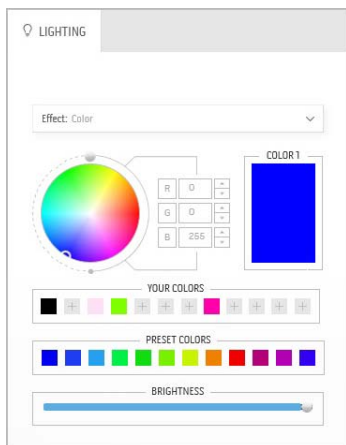 LIGHTING
Effect: Color
COLOR 1
R 0
G 0
B 255
YOUR COLORS
PRESET COLORS
BRIGHTNESS